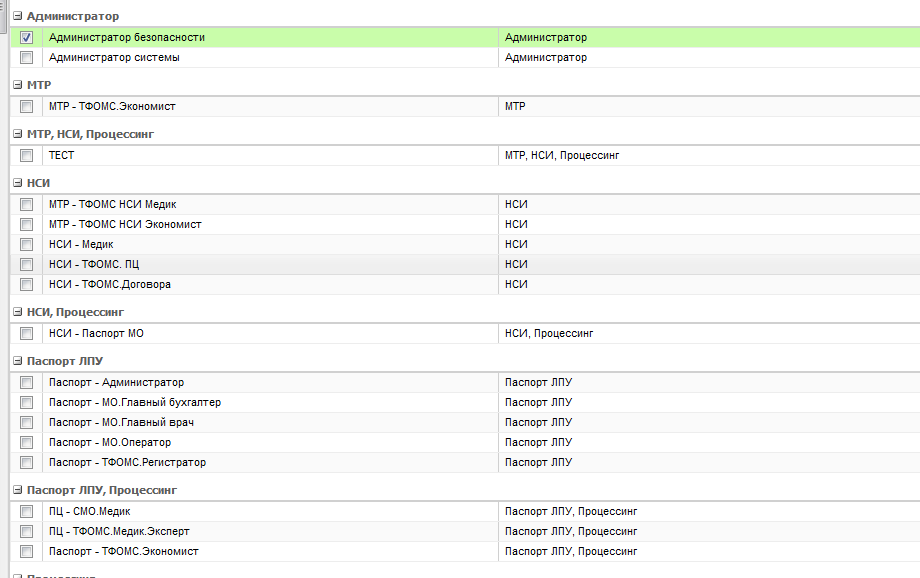 Администратор
Администратор безопасности Администратор
Администратор системы Администратор
МТР
МТР - ТФОМС.Экономист МТР
МТР, НСИ, Процессинг
ТЕСТ МТР, НСИ, Процессинг
НСИ
МТР - ТФОМС НСИ Медик НСИ
МТР - ТФОМС НСИ Экономист НСИ
НСИ - Медик НСИ
НСИ - ТФОМС. ПЦ НСИ
НСИ - ТФОМС.Договора НСИ
НСИ, Процессинг
НСИ - Паспорт МО НСИ, Процессинг
Паспорт ЛПУ
Паспорт - Администратор Паспорт ЛПУ
Паспорт - МО.Главный бухгалтер Паспорт ЛПУ
Паспорт - МО.Главный врач Паспорт ЛПУ
Паспорт - МО.Оператор Паспорт ЛПУ
Паспорт - ТФОМС.Регистратор Паспорт ЛПУ
Паспорт ЛПУ, Процессинг
ПЦ - СМО.Медик Паспорт ЛПУ, Процессинг
ПЦ - ТФОМС.Медик.Эксперт Паспорт ЛПУ, Процессинг
Паспорт - ТФОМС.Экономист Паспорт ЛПУ, Процессинг